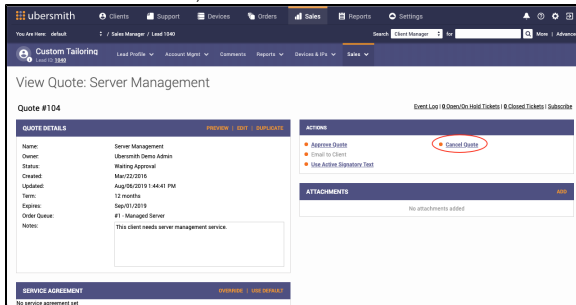 ubersmith Clients Support Devices Orders Sales Reports Settings
You Are Here: default / Sales Manager / Lead 1040 Search Client Manager for More | Advance
Custom Tailoring Lead Profile Account Mgmt Comments Reports Devices & IPs Sales
Lead ID: 1040
View Quote: Server Management
Quote #104 Event Log | 0 Open/On Hold Tickets | 0 Closed Tickets | Subscribe
QUOTE DETAILS PREVIEW | EDIT | DUPLICATE ACTIONS
Name: Server Management Approve Quote Cancel Quote
Owner: Ubersmith Demo Admin Email to Client
Status: Waiting Approval Use Active Signatory Text
Created: Mar/22/2016
Updated: Aug/06/2019 1:44:41 PM ATTACHMENTS ADD
Term: 12 months
Expires: Sep/01/2019 No attachments added
Order Queue: #1 - Managed Server
Notes: This client needs server management service.
SERVICE AGREEMENT OVERRIDE | USE DEFAULT
No service agreement set